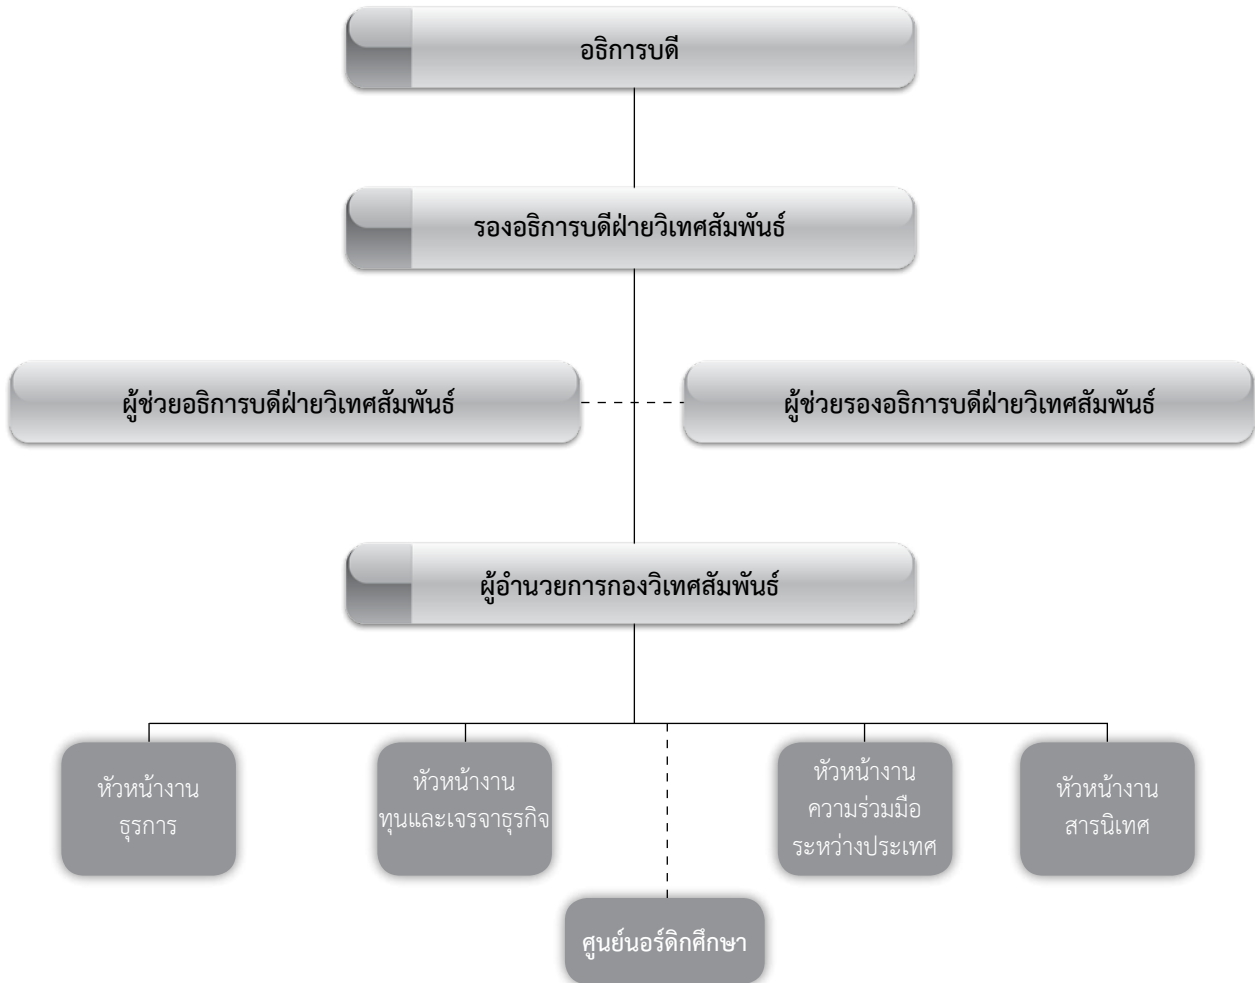 อธิการบดี
รองอธิการบดีฝ่ายวิเทศสัมพันธ์
ผู้ช่วยอธิการบดีฝ่ายวิเทศสัมพันธ์
ผู้ช่วยรองอธิการบดีฝ่ายวิเทศสัมพันธ์
ผู้อำนวยการกองวิเทศสัมพันธ์
หัวหน้างาน
ธุรการ
หัวหน้างาน
ทุนและเจรจาธุรกิจ
หัวหน้างาน
ความร่วมมือ
ระหว่างประเทศ
หัวหน้างาน
สารนิเทศ
ศูนย์นอร์ดิกศึกษา